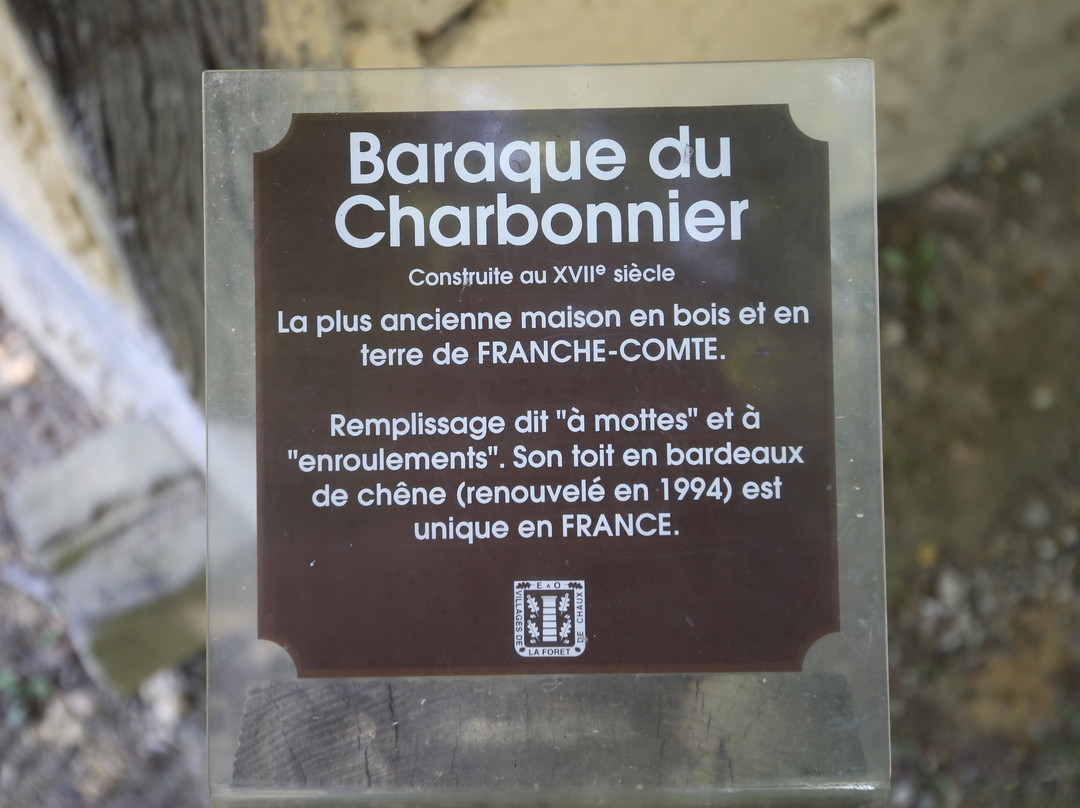 Baraque du
Charbonnier
Construite au XVIIe siècle
La plus ancienne maison en bois et en
terre de FRANCHE-COMTE.
Remplissage dit "à mottes" et à
"enroulements". Son toit en bardeaux
de chêne (renouvelé en 1994) est
unique en FRANCE.
E A O
VILLAGES DE
LA FORET
DE CHAUX